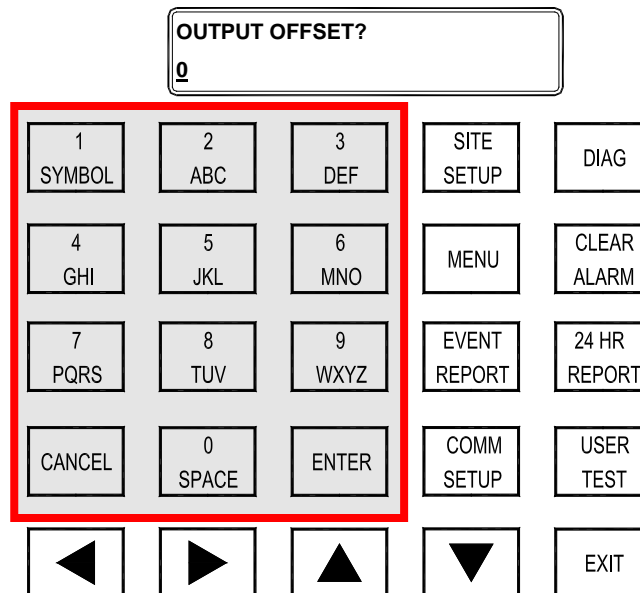 OUTPUT OFFSET?
0
1
SYMBOL
2
ABC
3
DEF
SITE
SETUP
DIAG
4
GHI
5
JKL
6
MNO
MENU
CLEAR
ALARM
7
PQRS
8
TUV
9
WXYZ
EVENT
REPORT
24 HR
REPORT
CANCEL
0
SPACE
ENTER
COMM
SETUP
USER
TEST
EXIT